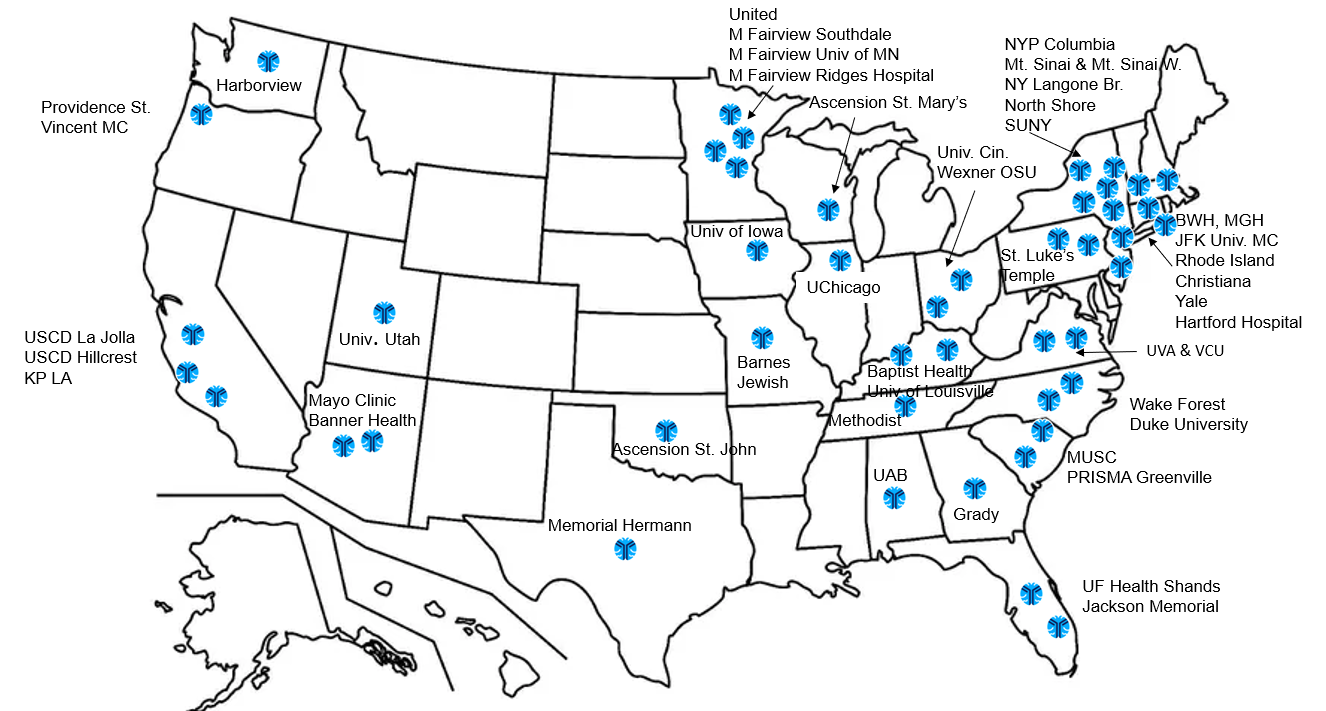 United
M Fairview Southdale
M Fairview Univ of MN
M Fairview Ridges Hospital
NYP Columbia
Mt. Sinai & Mt. Sinai W.
NY Langone Br.
North Shore
SUNY
Harborview
Providence St.
Vincent MC
Ascension St. Mary's
Univ. Cin.
Wexner OSU
Univ of Iowa
UChicago
St. Luke's
Temple
BWH, MGH
JFK Univ. MC
Rhode Island
Christiana
Yale
Hartford Hospital
USCD La Jolla
USCD Hillcrest
KP LA
Univ. Utah
Barnes
Jewish
UVA & VCU
Baptist Health
Univ of Louisville
Mayo Clinic
Banner Health
Methodist
Wake Forest
Duke University
Ascension St. John
MUSC
PRISMA Greenville
UAB
Grady
Memorial Hermann
UF Health Shands
Jackson Memorial